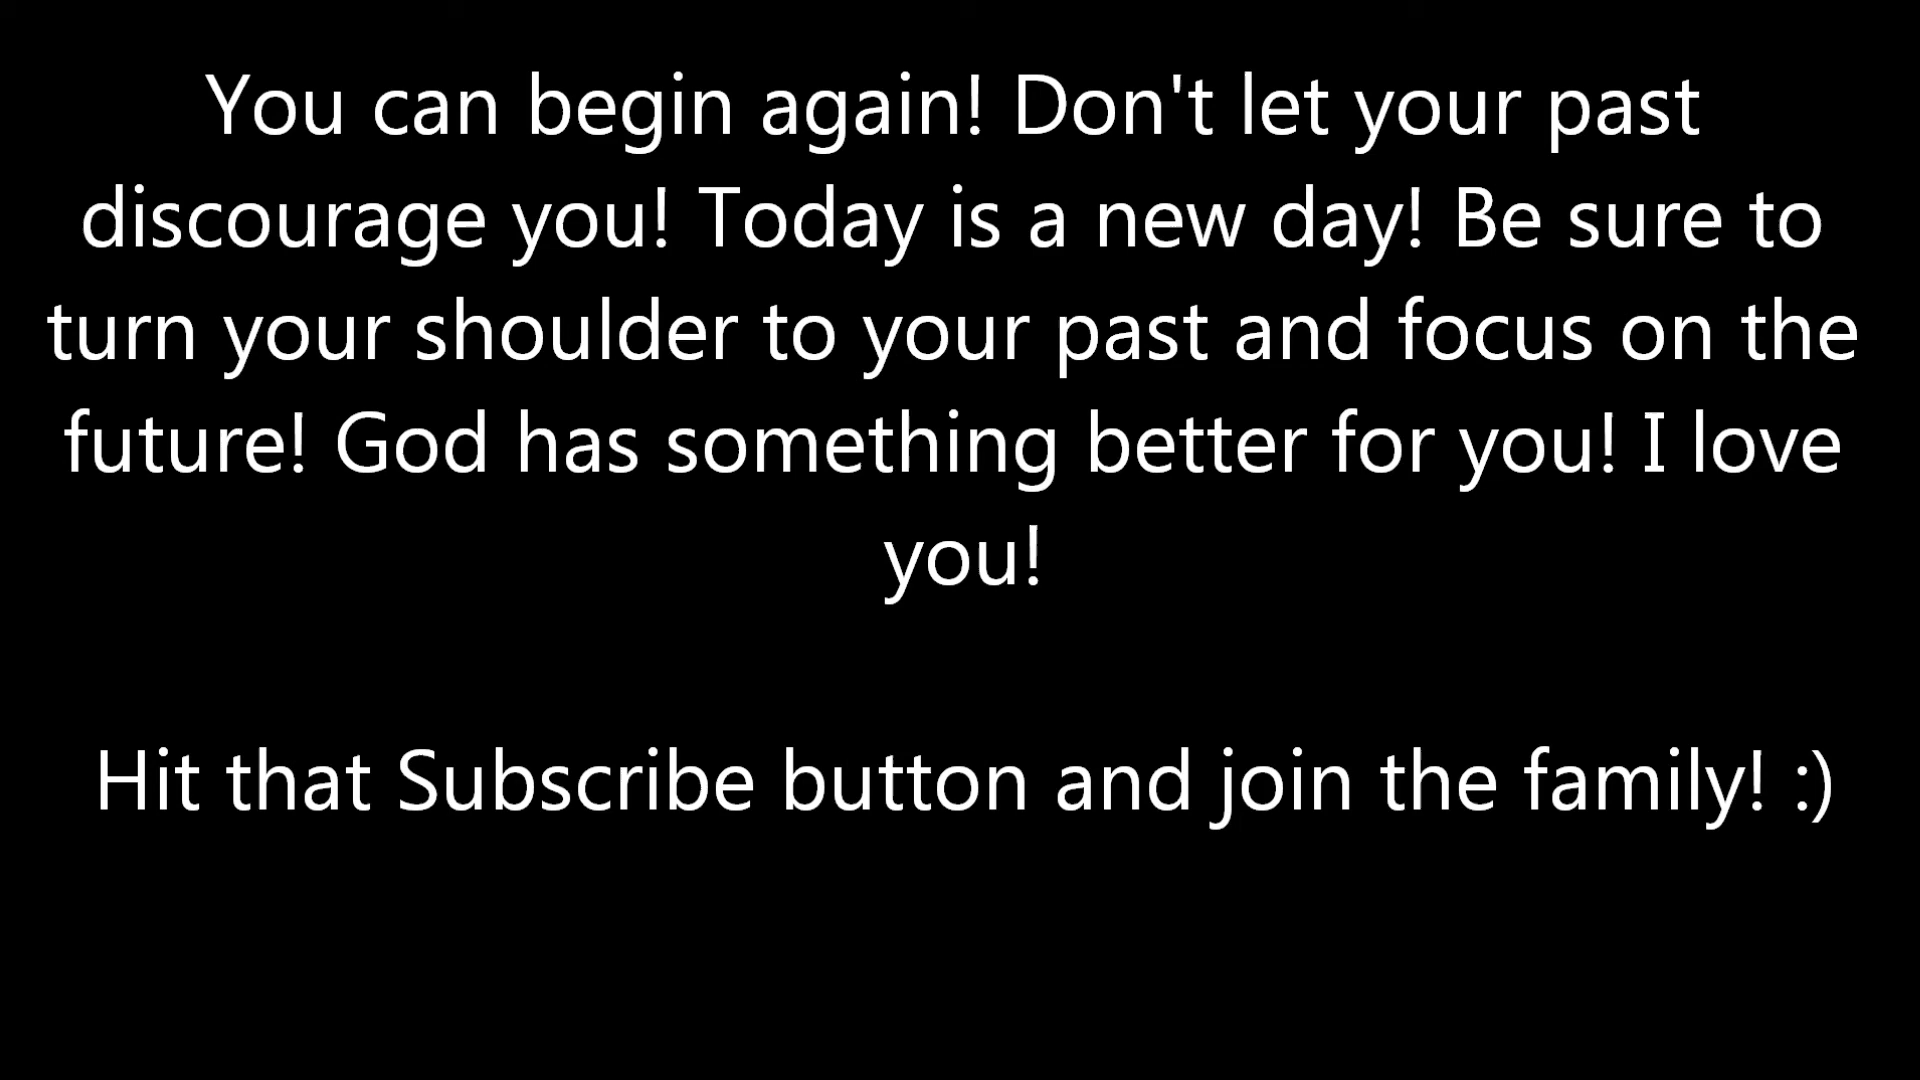 You can begin again! Don't let your past
discourage you! Today is a new day! Be sure to
turn your shoulder to your past and focus on the
future! God has something better for you! I love
you!
Hit that Subscribe button and join the family! :)